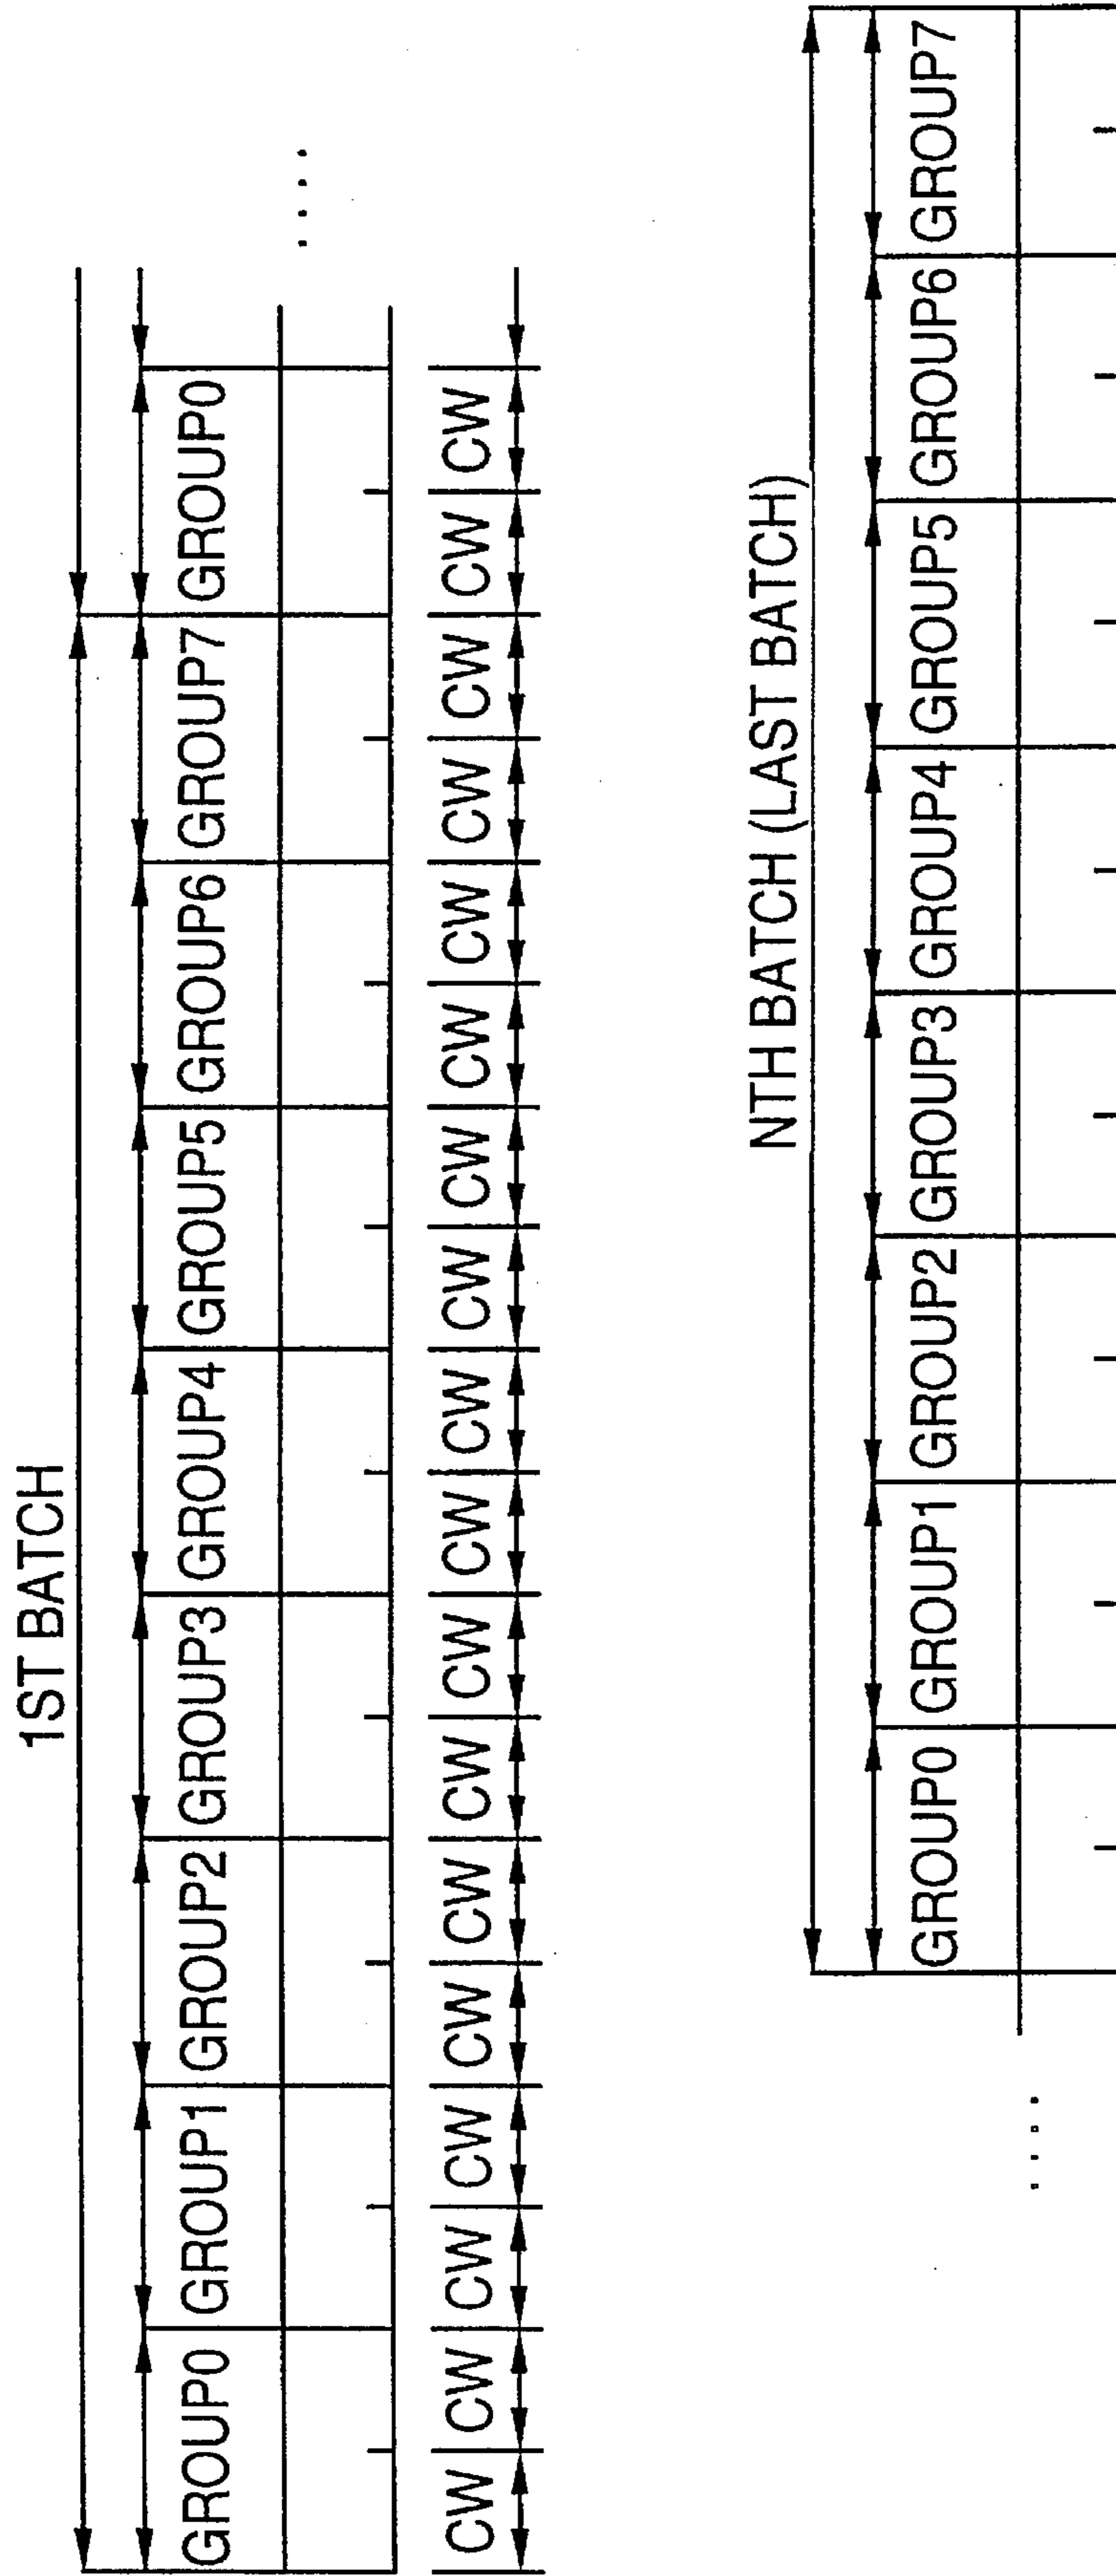 1ST BATCH
GROUP0 GROUP1 GROUP2 GROUP3 GROUP4 GROUP5 GROUP6 GROUP7 GROUP0
....
CW CW CW CW CW CW CW CW CW CW CW CW CW CW CW CW CW CW
NTH BATCH (LAST BATCH)
GROUP0 GROUP1 GROUP2 GROUP3 GROUP4 GROUP5 GROUP6 GROUP7
....